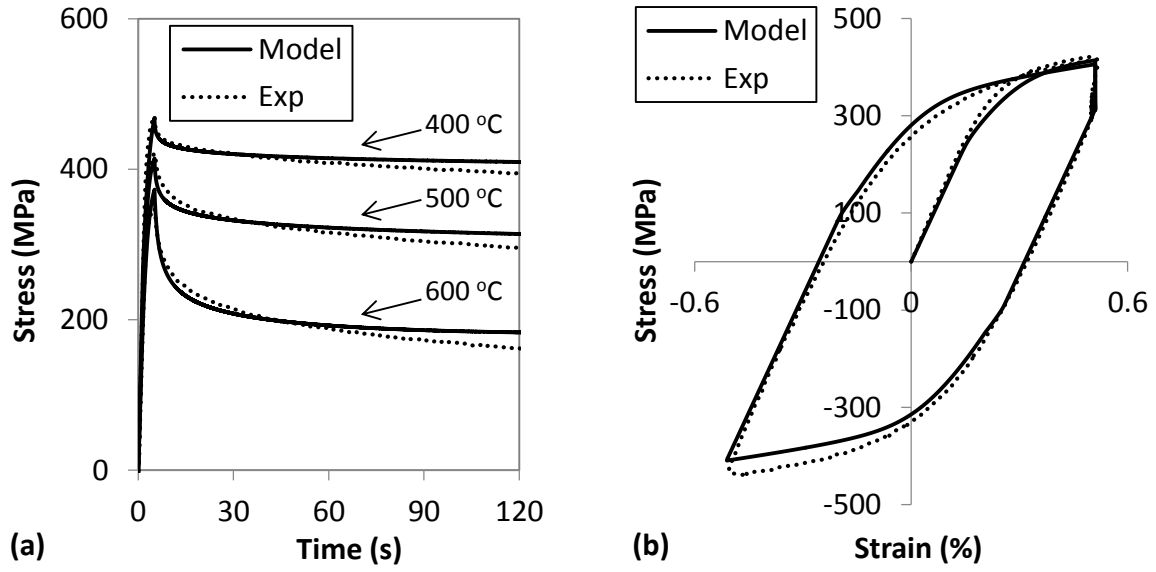 600
400
200
0
Stress (MPa)
Model
Exp
400 °C
500 °C
600 °C
0
30
60
90
120
Time (s)
(a)
500
300
100
-100
-300
-500
Stress (MPa)
Model
Exp
-0.6
0
0.6
Strain (%)
(b)